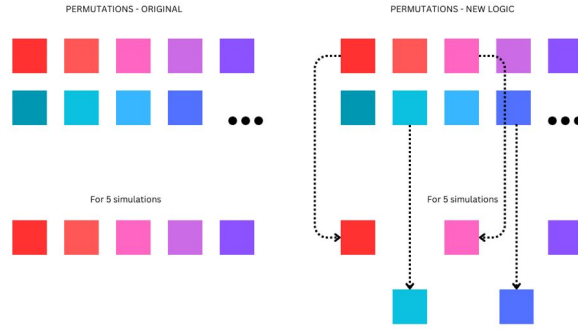 PERMUTATIONS - ORIGINAL
PERMUTATIONS - NEW LOGIC
For 5 simulations
For 5 simulations